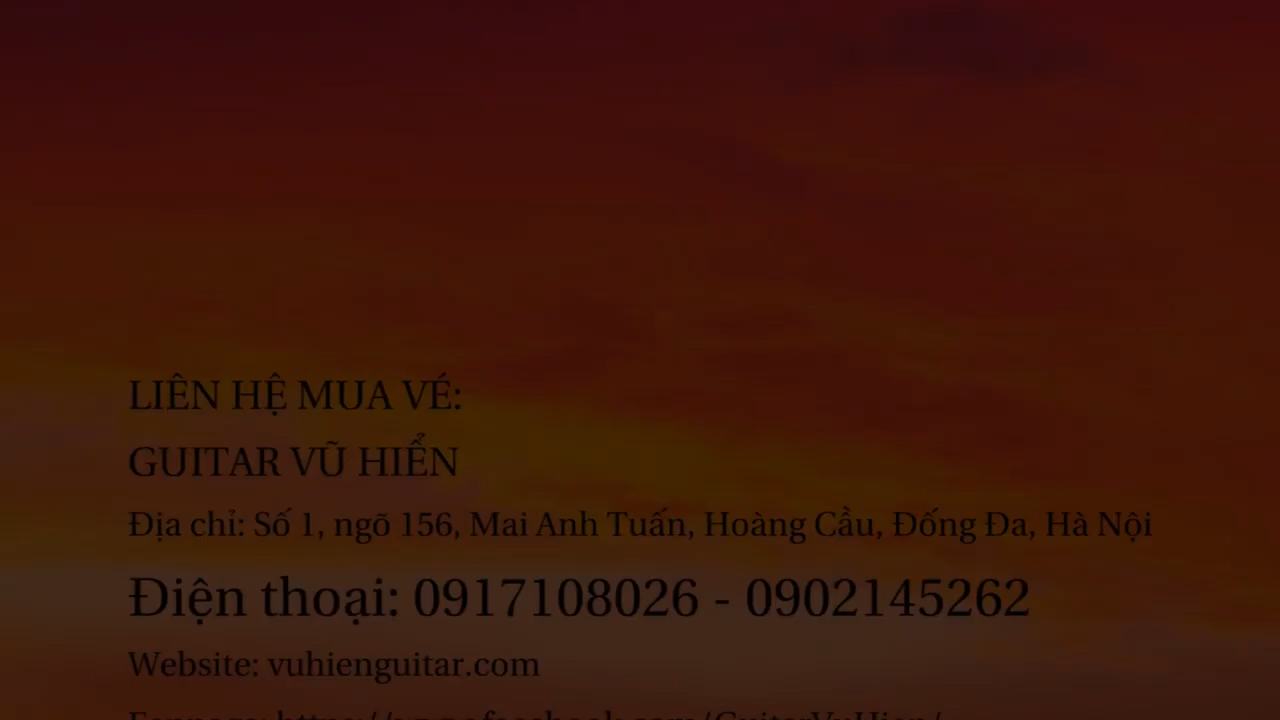 LIÊN HỆ MUA VÉ:
GUITAR VŨ HIỂN
Địa chỉ: Số 1, ngõ 156, Mai Anh Tuấn, Hoàng Cầu, Đống Đa, Hà Nội
Điện thoại: 0917108026 - 0902145262
Website: vuhienguitar.com